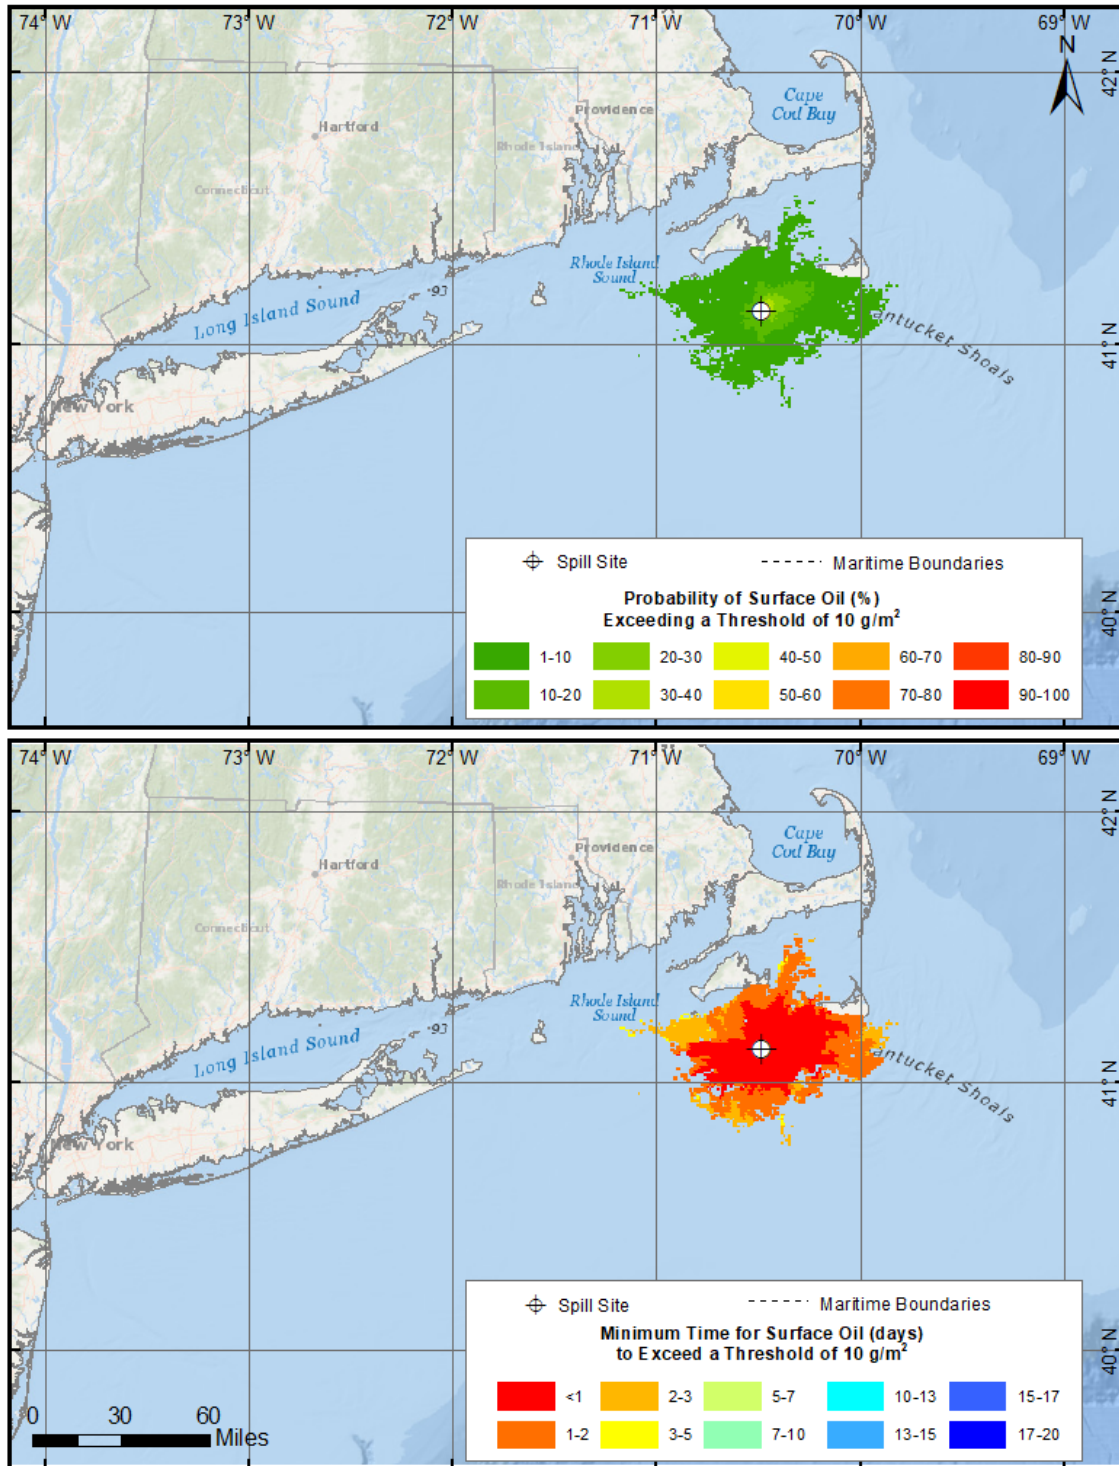 74° W 73° W 72° W 71° W 70° W 69° W
N
42° N
Cape
Cod Bay
Providence
Hartford
Rhode Island
Connecticut
Rhode Island
Sound
93
Long Island Sound
antucket Shoals
41° N
New York
Spill Site
Maritime Boundaries
Probability of Surface Oil (%)
Exceeding a Threshold of 10 g/m²
1-10 20-30 40-50 60-70 80-90
10-20 30-40 50-60 70-80 90-100
40° N
74° W 73° W 72° W 71° W 70° W 69° W
42° N
Cape
Cod Bay
Providence
Hartford
Rhode Island
Connecticut
Rhode Island
Sound
93
Long Island Sound
antucket Shoals
41° N
New York
Spill Site
Maritime Boundaries
Minimum Time for Surface Oil (days)
to Exceed a Threshold of 10 g/m²
<1 2-3 5-7 10-13 15-17
1-2 3-5 7-10 13-15 17-20
40° N
0 30 60
Miles